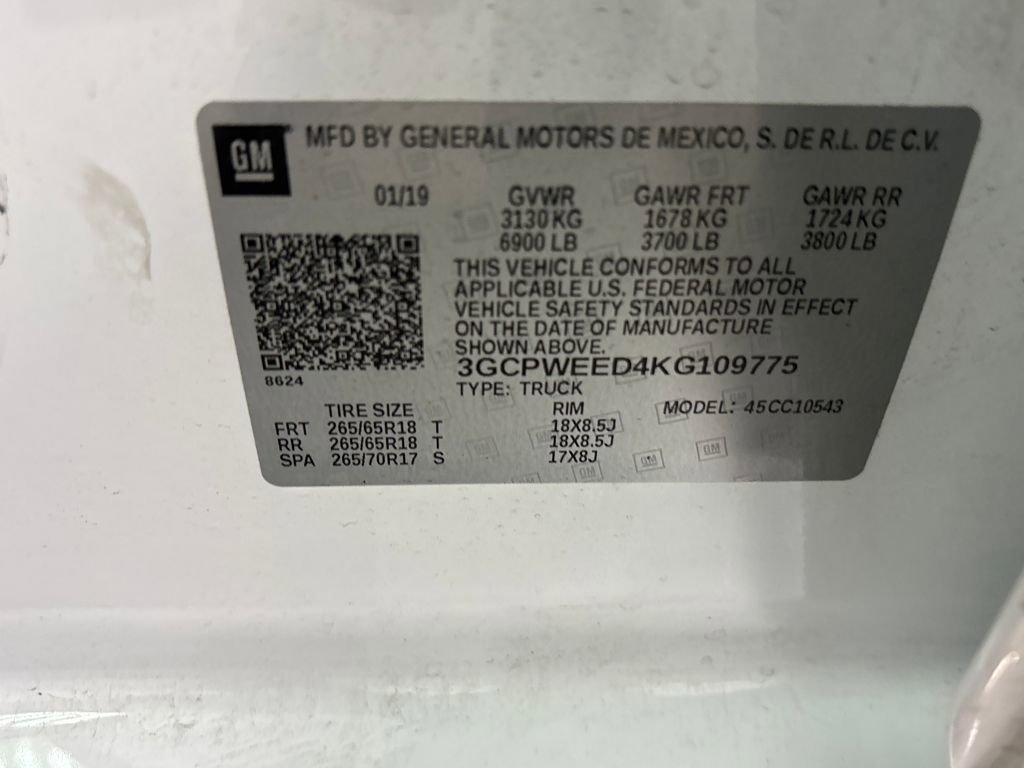 GM MFD BY GENERAL MOTORS DE MEXICO, S. DE R.L. DE C.V.
01/19 GVWR GAWR FRT GAWR RR
3130 KG 1678 KG 1724 KG
6900 LB 3700 LB 3800 LB
THIS VEHICLE CONFORMS TO ALL
APPLICABLE U.S. FEDERAL MOTOR
VEHICLE SAFETY STANDARDS IN EFFECT
ON THE DATE OF MANUFACTURE
SHOWN ABOVE.
3GCPWEED4KG109775
8624
TYPE: TRUCK
TIRE SIZE RIM MODEL: 45CC10543
FRT 265/65R18 T 18X8.5J
RR 265/65R18 T 18X8.5J
SPA 265/70R17 S 17X8J